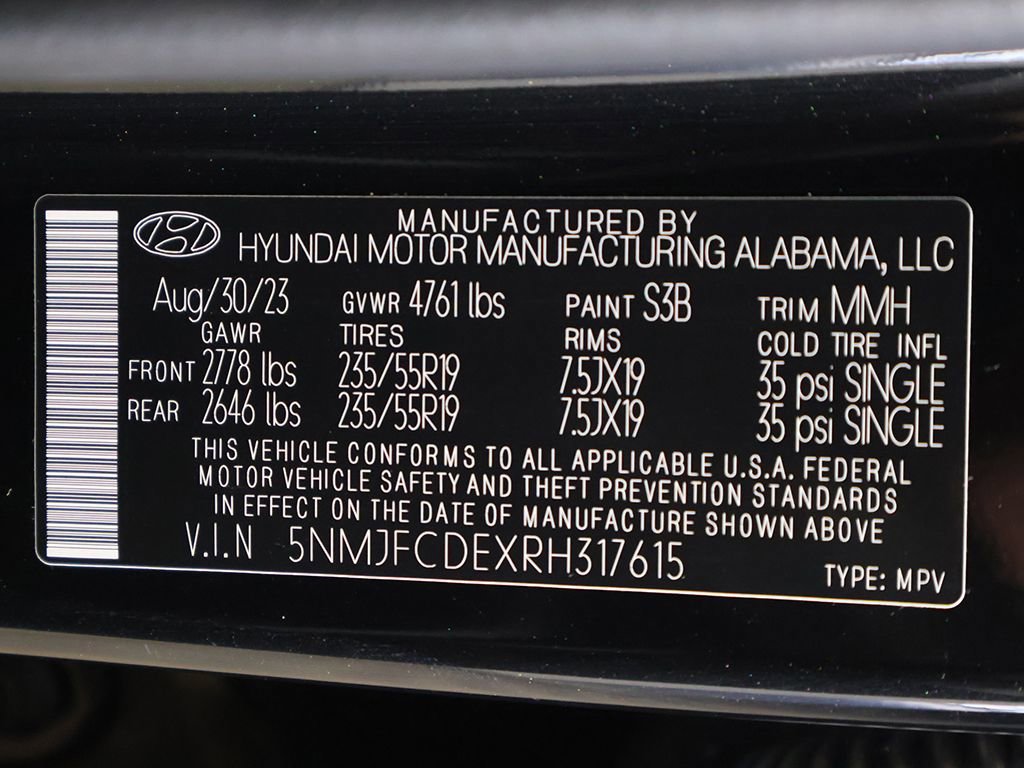 MANUFACTURED BY
HYUNDAI MOTOR MANUFACTURING ALABAMA, LLC
Aug/30/23 GVWR 4761 lbs PAINT S3B TRIM MMH
GAWR TIRES RIMS COLD TIRE INFL
FRONT 2778 lbs 235/55R19 7.5JX19 35 psi SINGLE
REAR 2646 lbs 235/55R19 7.5JX19 35 psi SINGLE
THIS VEHICLE CONFORMS TO ALL APPLICABLE U.S.A. FEDERAL
MOTOR VEHICLE SAFETY AND THEFT PREVENTION STANDARDS
IN EFFECT ON THE DATE OF MANUFACTURE SHOWN ABOVE
V.I.N 5NMJFCDEXRH317615
TYPE: MPV